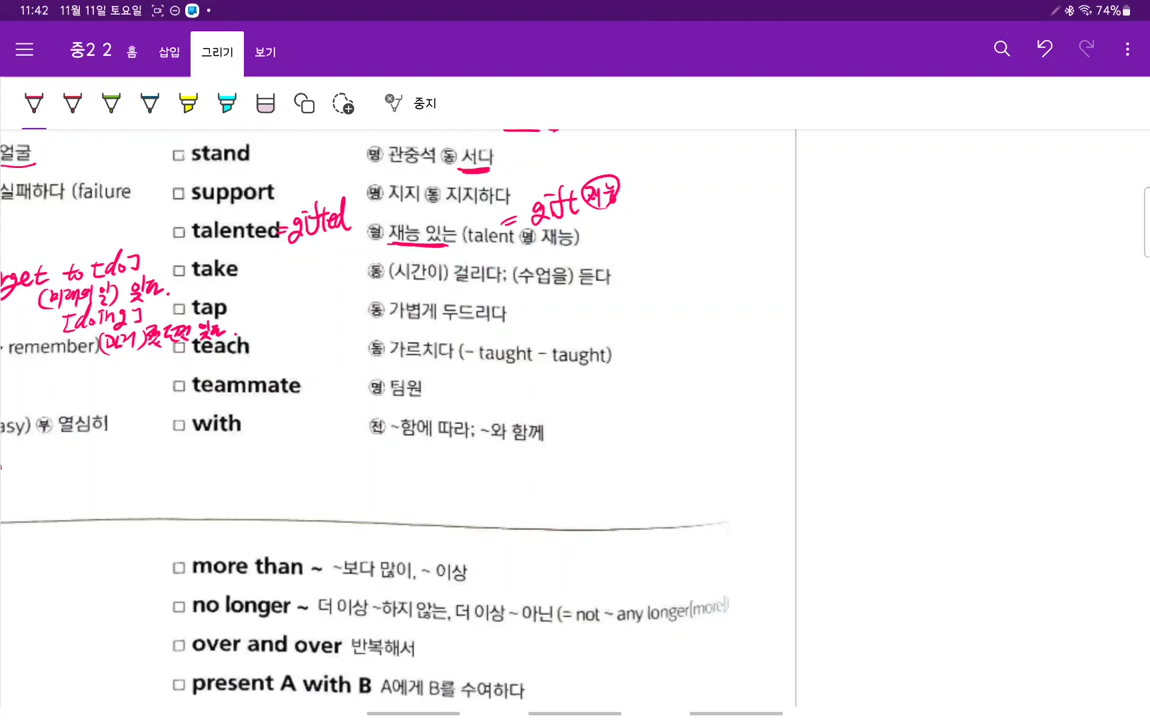 11:42 11월 11일 토요일 74%
중2 2 홈 삽입 그리기 보기
중지
얼굴
stand 명 관중석 동 서다
실패하다 (failure
support 명 지지 동 지지하다
= gift 재능
talented =gifted 형 재능 있는 (talent 명 재능)
rget to [do]
take 동 (시간이) 걸리다; (수업을) 듣다
(미래의 일) 잊다.
tap 동 가볍게 두드리다
[doing]
remember) (과거) 잊다.
teach 동 가르치다 (– taught – taught)
teammate 명 팀원
asy) 부 열심히
with 전 ~함에 따라; ~와 함께
more than ~ ~보다 많이, ~ 이상
no longer ~ 더 이상 ~하지 않는, 더 이상 ~ 아닌 (= not ~ any longer[more])
over and over 반복해서
present A with B A에게 B를 수여하다